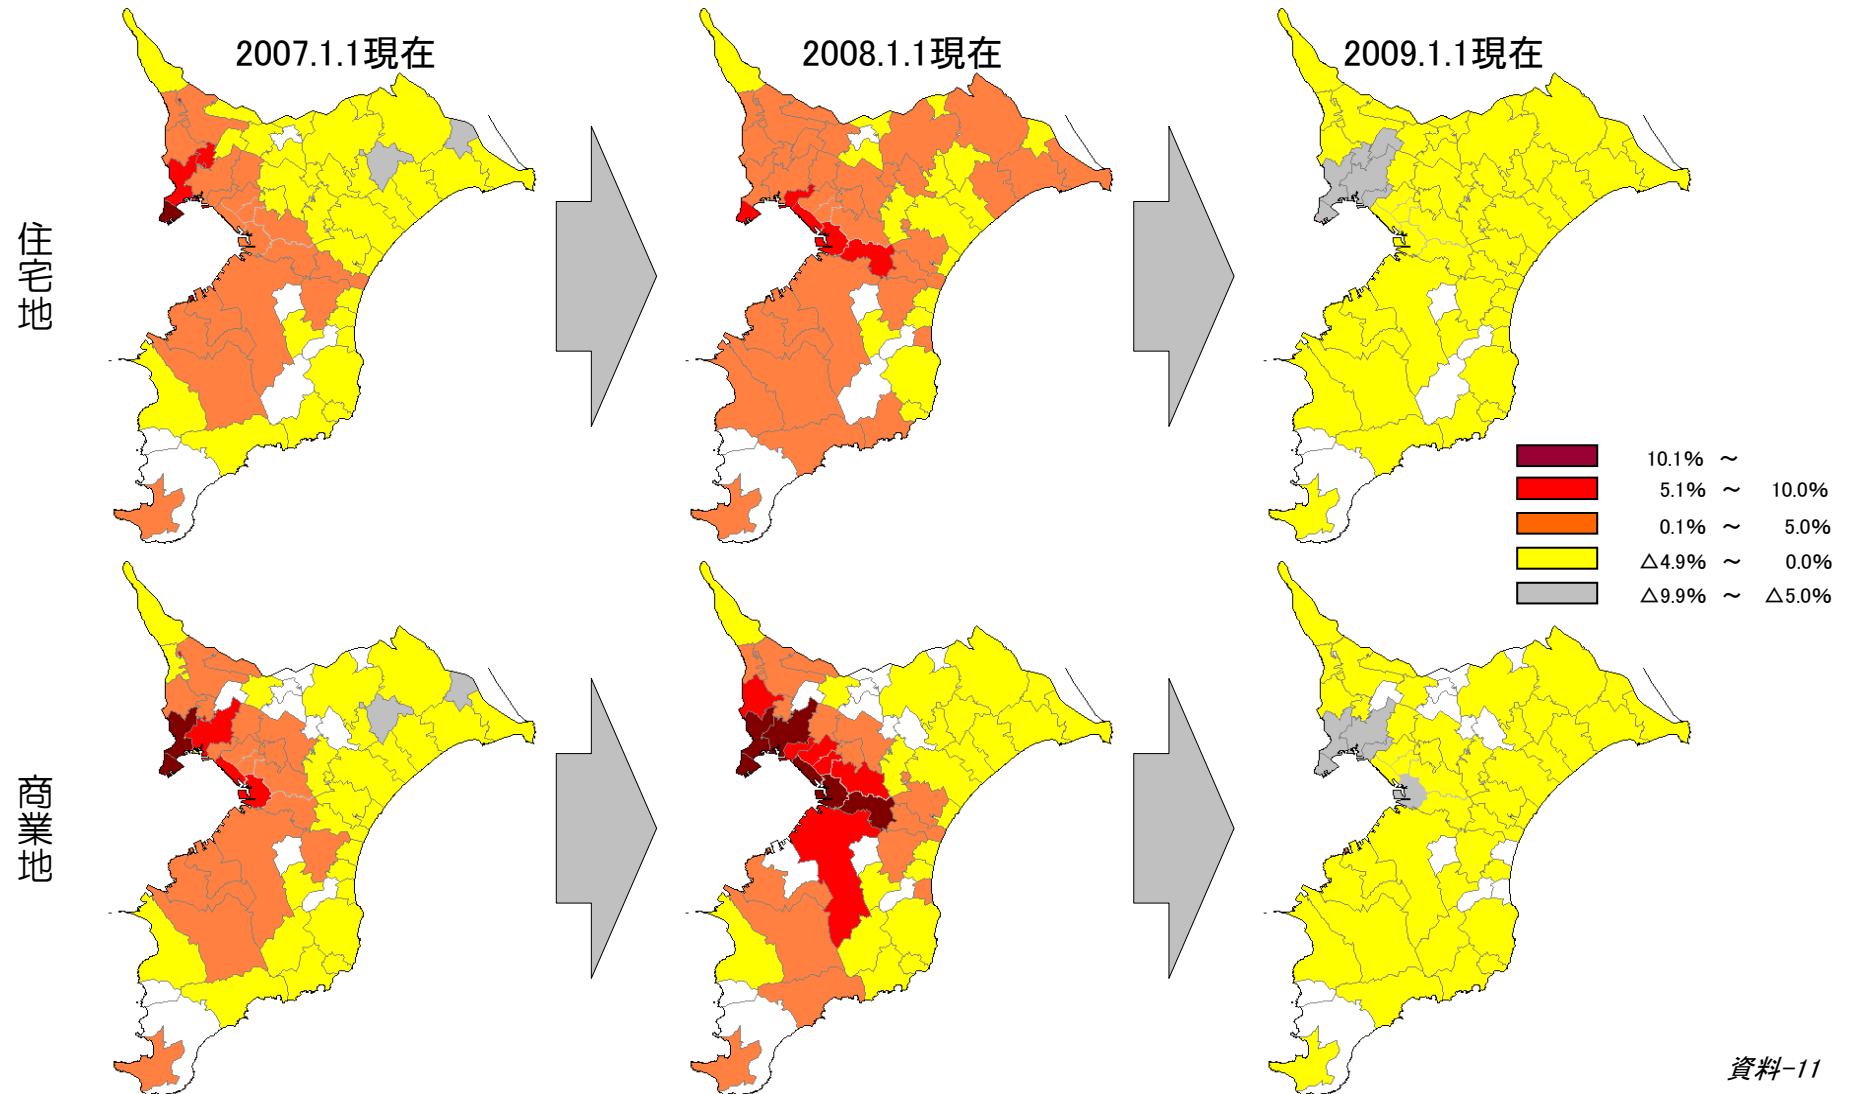 2007.1.1現在
2008.1.1現在
2009.1.1現在
住宅地
10.1% ～
5.1% ～ 10.0%
0.1% ～ 5.0%
△4.9% ～ 0.0%
△9.9% ～ △5.0%
商業地
資料-11